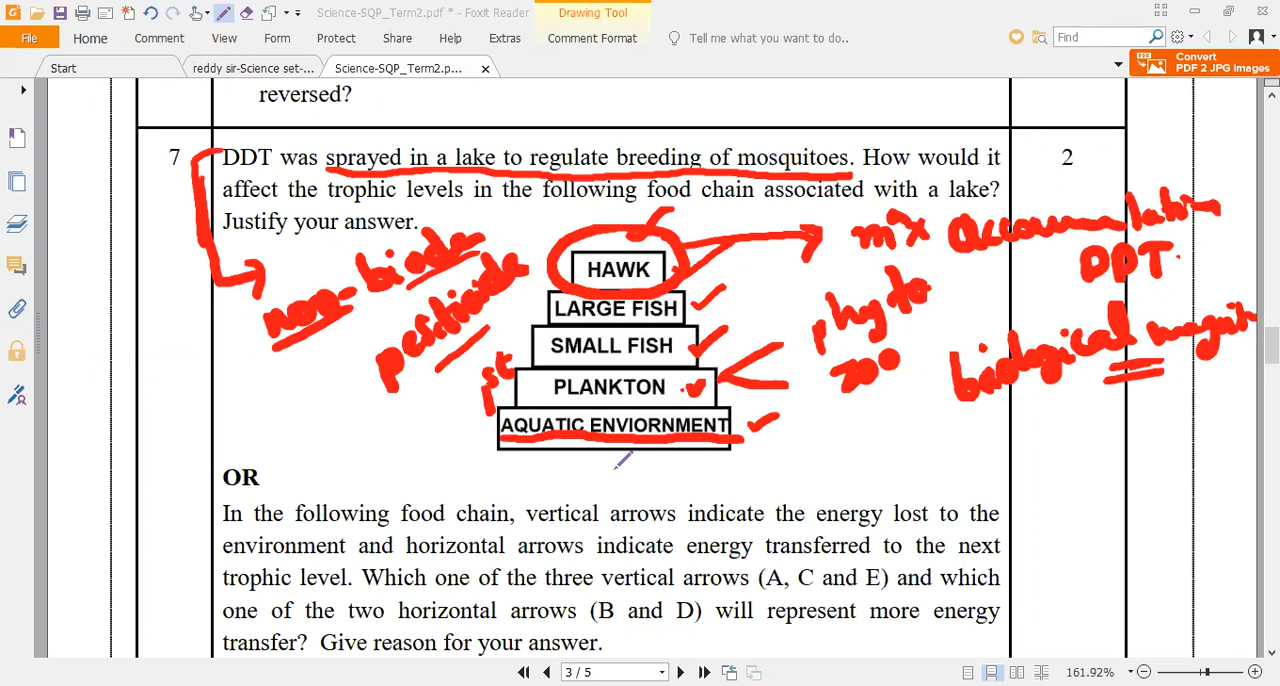 Science-SQP_Term2.pdf * - Foxit Reader
Drawing Tool
File Home Comment View Form Protect Share Help Extras Comment Format Tell me what you want to do.. Find
Start reddy sir-Science set-... Science-SQP_Term2.p...
Convert
PDF 2 JPG Images
reversed?
7 DDT was sprayed in a lake to regulate breeding of mosquitoes. How would it 2
affect the trophic levels in the following food chain associated with a lake?
Justify your answer.
non-biode
pesticide
HAWK
LARGE FISH
SMALL FISH
PLANKTON
AQUATIC ENVIORNMENT
1st
mx accumulation
DDT.
phyto
zoo
biological magni
OR
In the following food chain, vertical arrows indicate the energy lost to the
environment and horizontal arrows indicate energy transferred to the next
trophic level. Which one of the three vertical arrows (A, C and E) and which
one of the two horizontal arrows (B and D) will represent more energy
transfer? Give reason for your answer.
3 / 5 161.92%